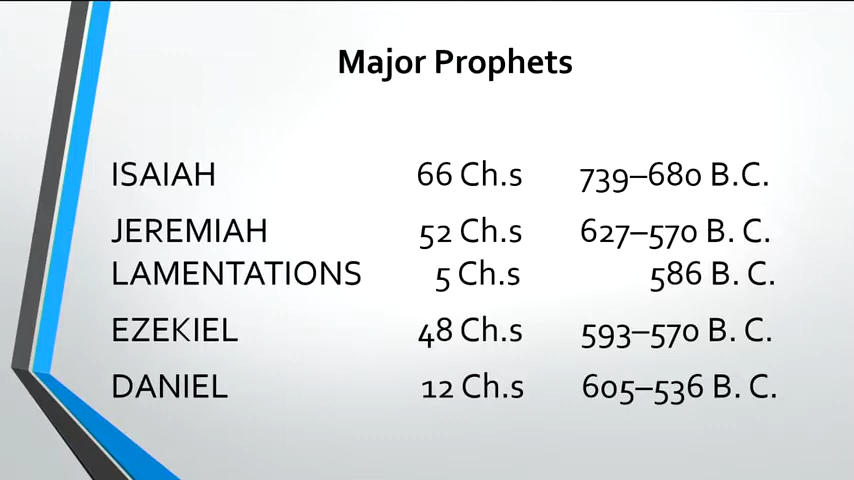 Major Prophets
ISAIAH 66 Ch.s 739–680 B.C.
JEREMIAH 52 Ch.s 627–570 B. C.
LAMENTATIONS 5 Ch.s 586 B. C.
EZEKIEL 48 Ch.s 593–570 B. C.
DANIEL 12 Ch.s 605–536 B. C.